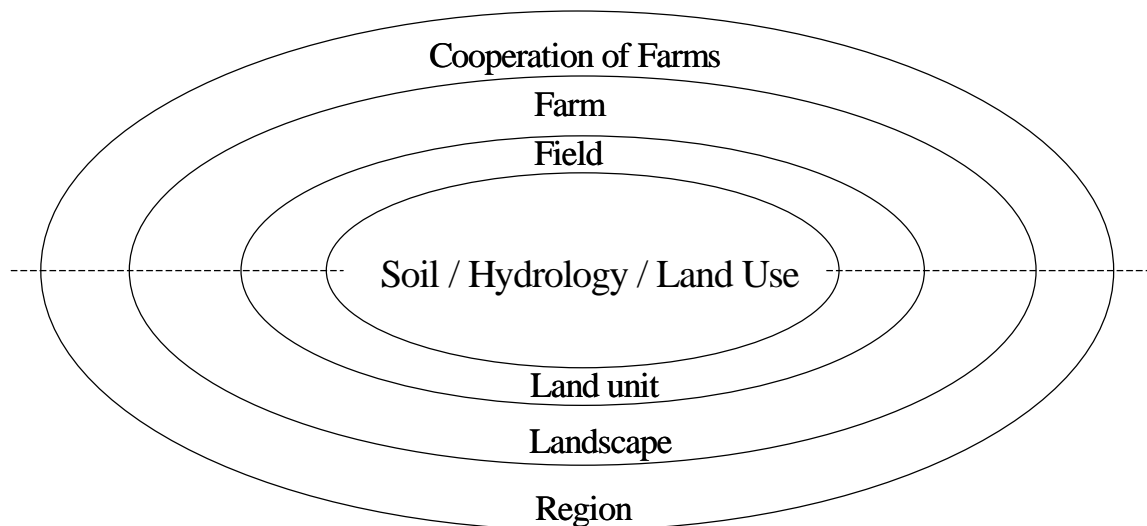 Cooperation of Farms
Farm
Field
Soil / Hydrology / Land Use
Land unit
Landscape
Region